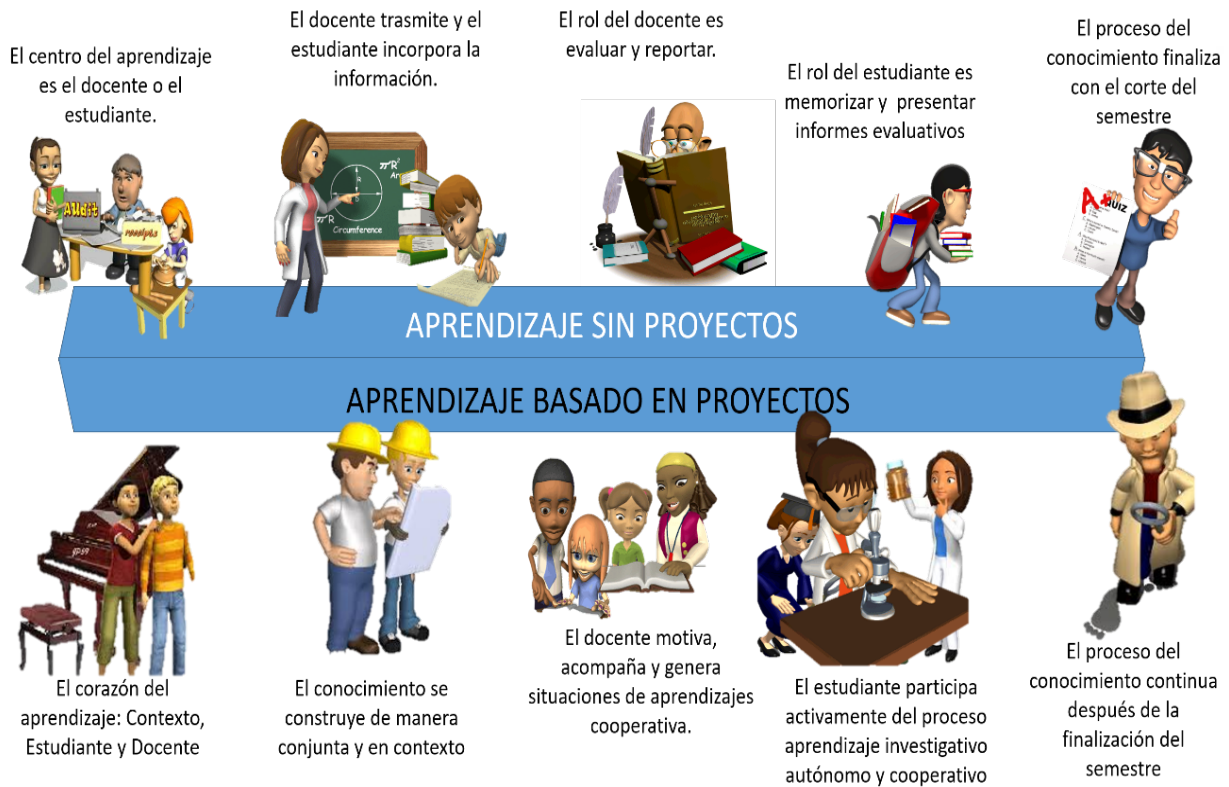 El centro del aprendizaje
es el docente o el
estudiante.
El docente trasmite y el
estudiante incorpora la
información.
El rol del docente es
evaluar y reportar.
El rol del estudiante es
memorizar y presentar
informes evaluativos
El proceso del
conocimiento finaliza
con el corte del
semestre
Audit
receipts
πR²
Ar
R
πR
Circumference
A+
QUIZ
APRENDIZAJE SIN PROYECTOS
APRENDIZAJE BASADO EN PROYECTOS
El corazón del
aprendizaje: Contexto,
Estudiante y Docente
El conocimiento se
construye de manera
conjunta y en contexto
El docente motiva,
acompaña y genera
situaciones de aprendizajes
cooperativa.
El estudiante participa
activamente del proceso
aprendizaje investigativo
autónomo y cooperativo
El proceso del
conocimiento continua
después de la
finalización del
semestre